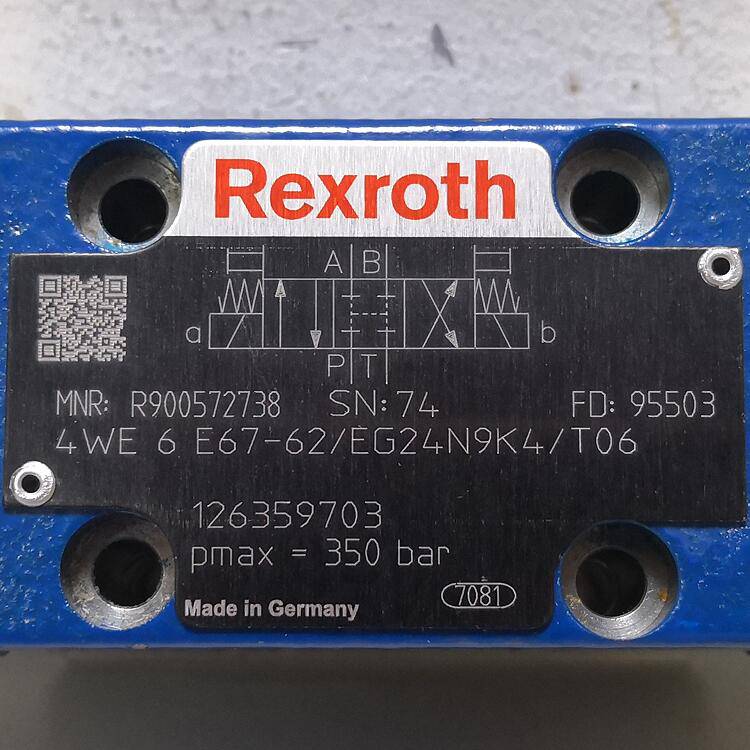 Rexroth
A B
a b
P T
MNR: R900572738 SN: 74 FD: 95503
4WE 6 E67-62/EG24N9K4/T06
126359703
pmax = 350 bar
Made in Germany 7081